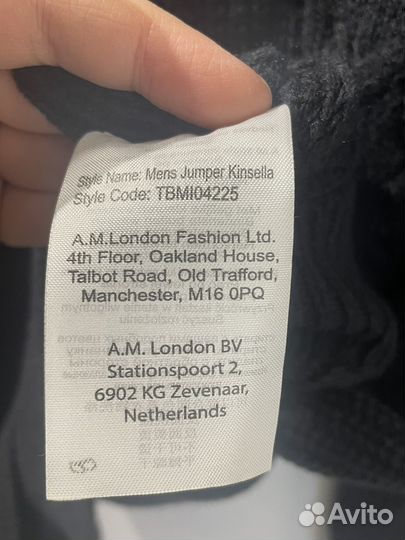 Style Name: Mens Jumper Kinsella
Style Code: TBMI04225
A.M.London Fashion Ltd.
4th Floor, Oakland House,
Talbot Road, Old Trafford,
Manchester, M16 0PQ
A.M. London BV
Stationspoort 2,
6902 KG Zevenaar,
Netherlands
Avito